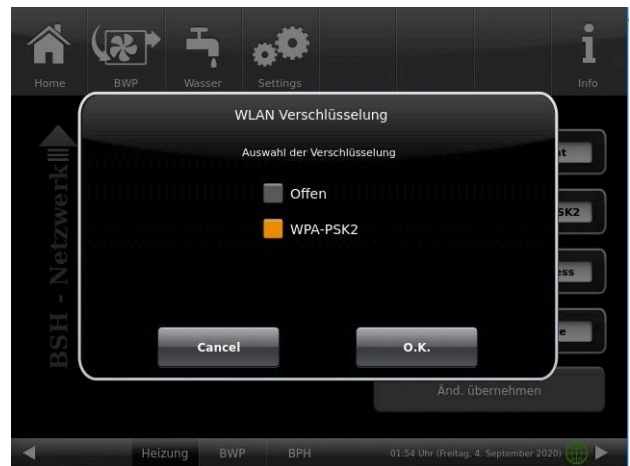 Home BWP Wasser Settings Info
WLAN Verschlüsselung
Auswahl der Verschlüsselung
Offen
WPA-PSK2
Cancel O.K.
BSH - Netzwerk
Änd. übernehmen
Heizung BWP BPH 01:54 Uhr (Freitag, 4. September 2020)